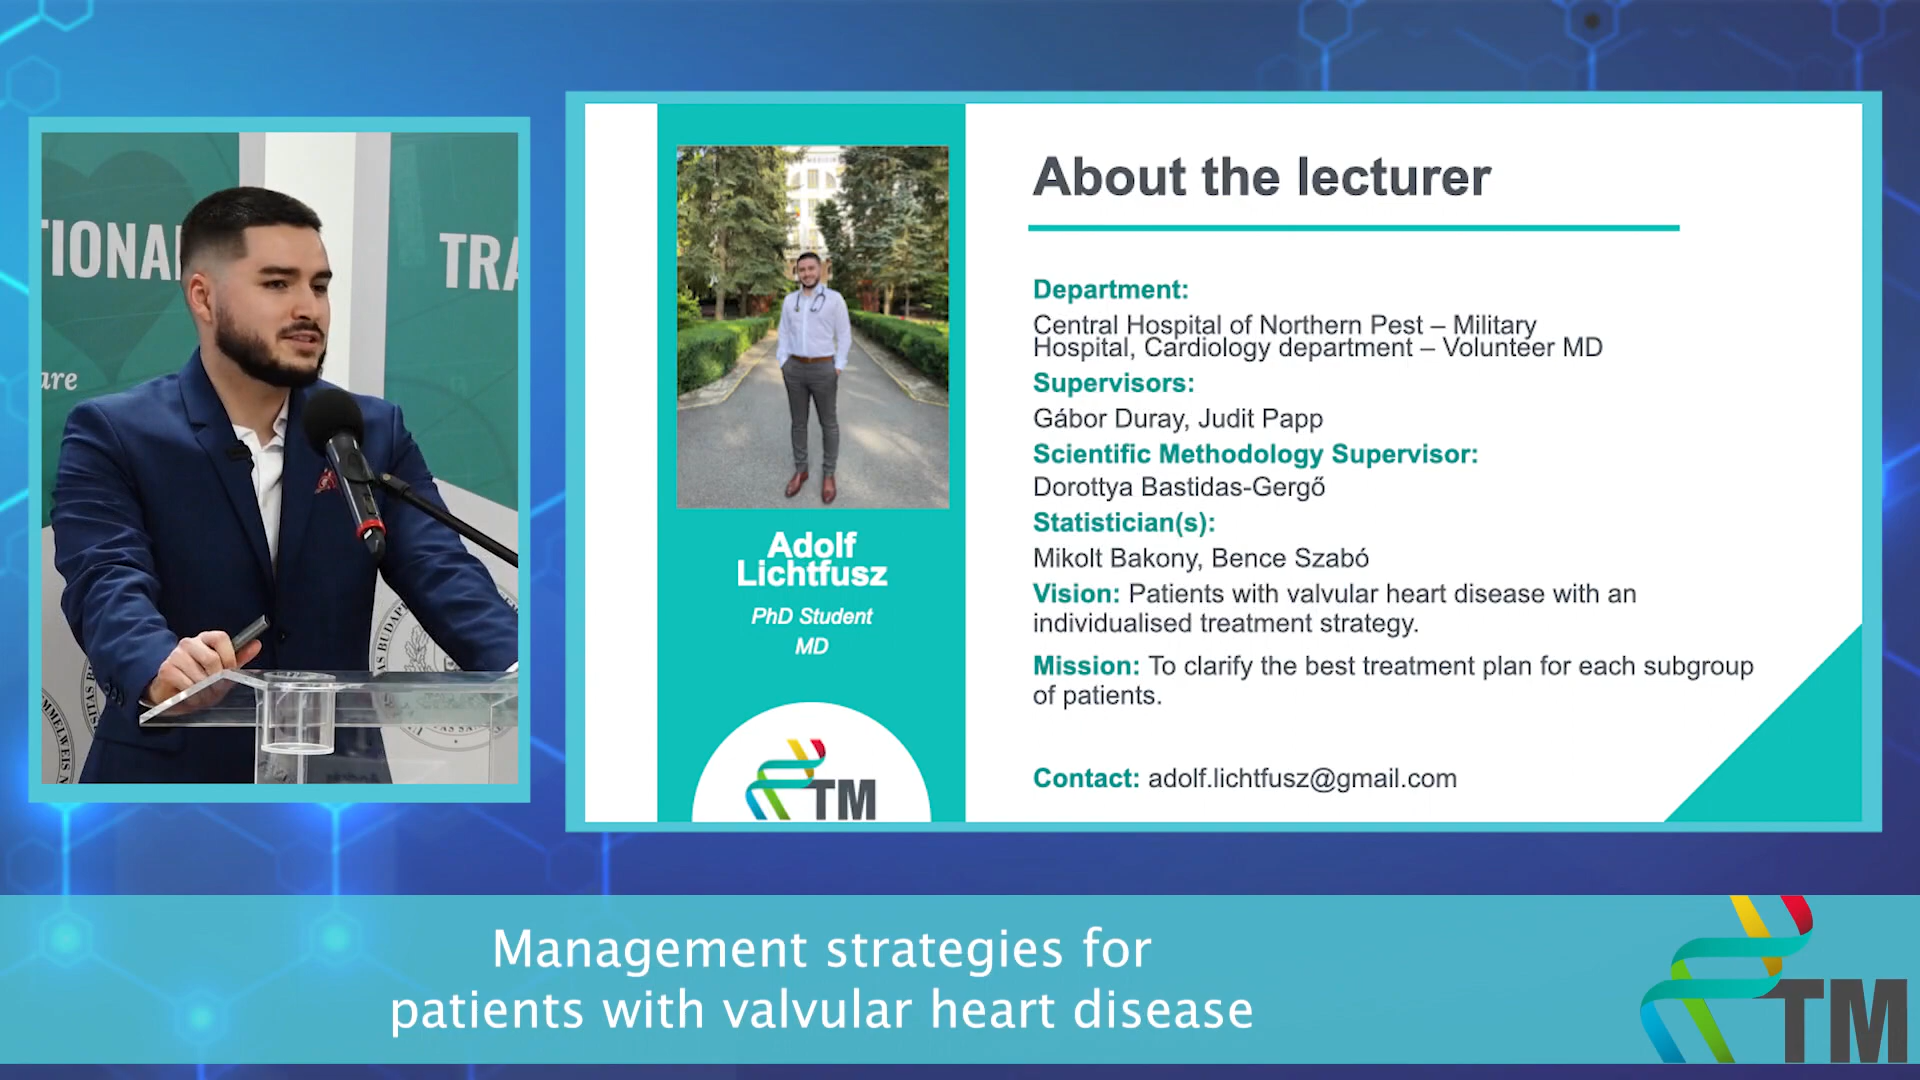 TIONAL
TRA
are
About the lecturer
Department:
Central Hospital of Northern Pest – Military
Hospital, Cardiology department – Volunteer MD
Supervisors:
Gábor Duray, Judit Papp
Scientific Methodology Supervisor:
Dorottya Bastidas-Gergő
Statistician(s):
Mikolt Bakony, Bence Szabó
Vision: Patients with valvular heart disease with an
individualised treatment strategy.
Mission: To clarify the best treatment plan for each subgroup
of patients.
Contact: adolf.lichtfusz@gmail.com
Adolf
Lichtfusz
PhD Student
MD
TM
Management strategies for
patients with valvular heart disease
TM